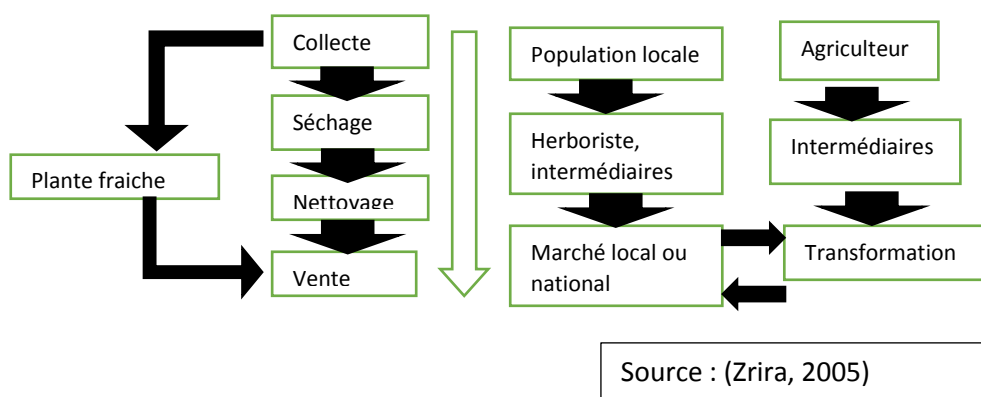 Collecte
Séchage
Nettoyage
Vente
Plante fraiche
Population locale
Herboriste,
intermédiaires
Marché local ou
national
Agriculteur
Intermédiaires
Transformation
Source : (Zrira, 2005)